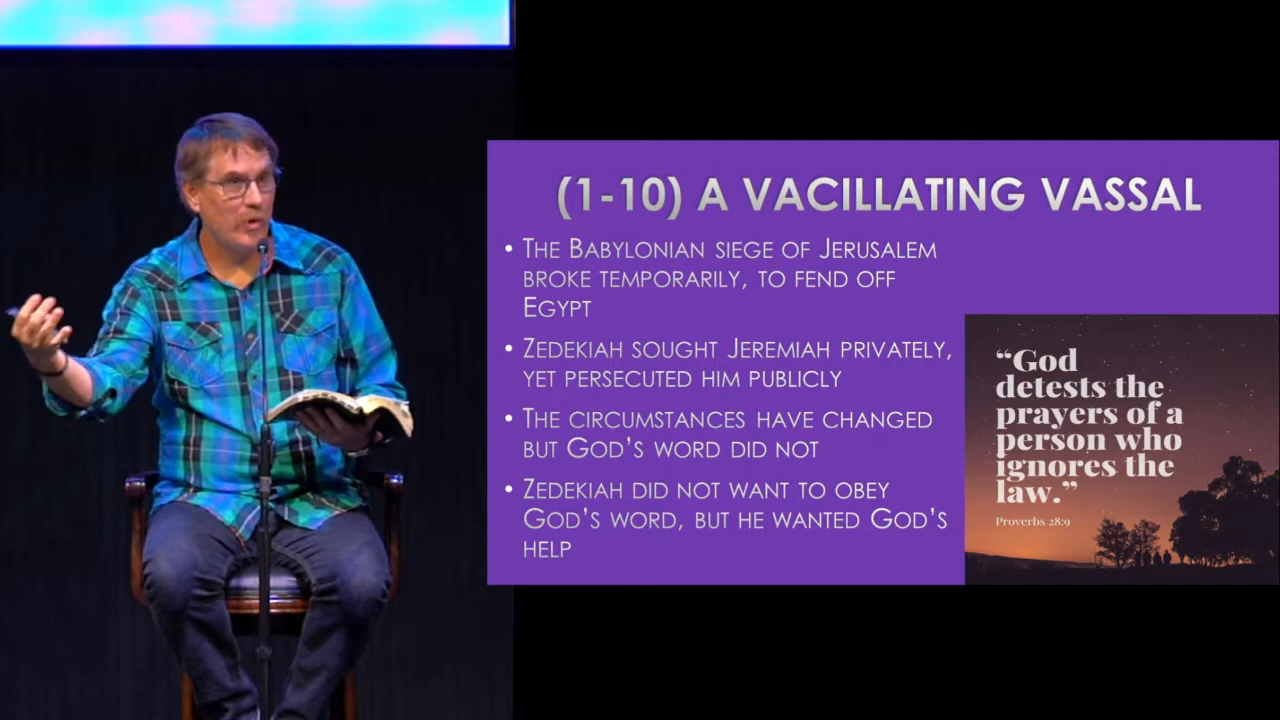 (1-10) A VACILLATING VASSAL
• THE BABYLONIAN SIEGE OF JERUSALEM
BROKE TEMPORARILY, TO FEND OFF
EGYPT
• ZEDEKIAH SOUGHT JEREMIAH PRIVATELY,
YET PERSECUTED HIM PUBLICLY
• THE CIRCUMSTANCES HAVE CHANGED
BUT GOD'S WORD DID NOT
• ZEDEKIAH DID NOT WANT TO OBEY
GOD'S WORD, BUT HE WANTED GOD'S
HELP
“God
detests the
prayers of a
person who
ignores the
law.”
Proverbs 28:9